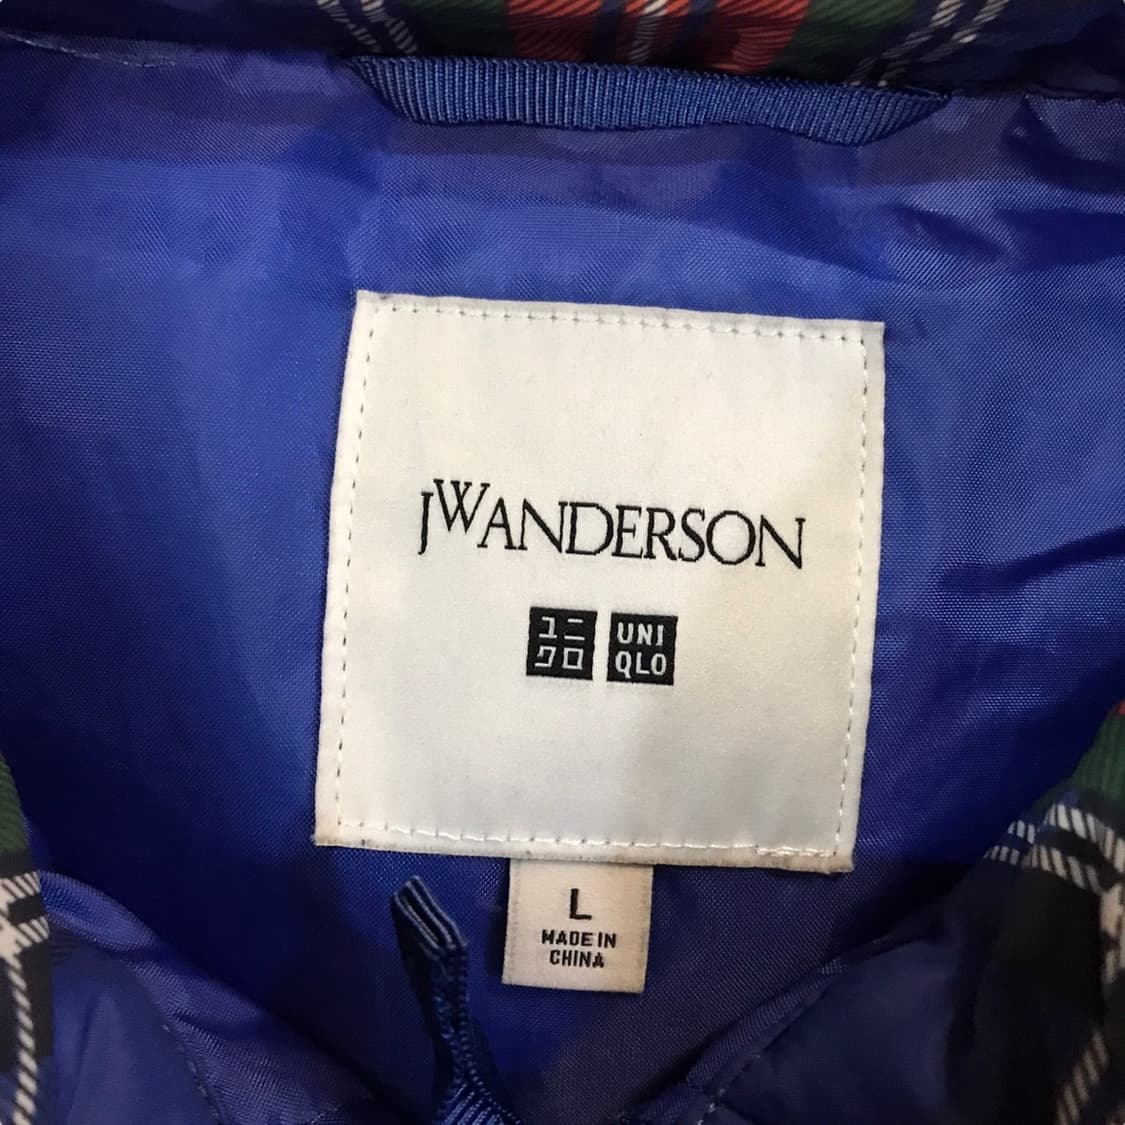 JWANDERSON
ユニ
クロ
UNI
QLO
L
MADE IN
CHINA